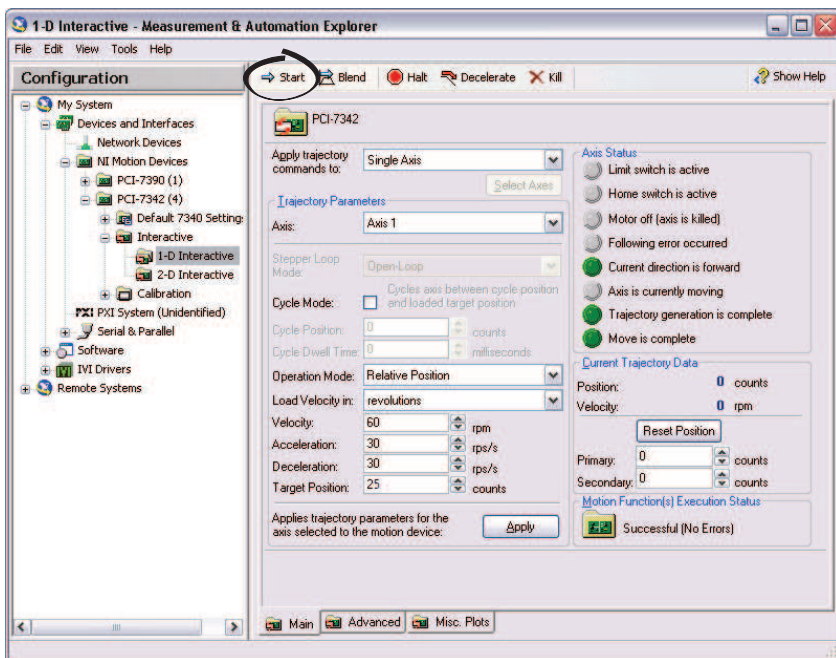 1-D Interactive - Measurement & Automation Explorer
File Edit View Tools Help
Configuration
Start Blend Halt Decelerate Kill Show Help
My System
Devices and Interfaces
Network Devices
NI Motion Devices
PCI-7390 (1)
PCI-7342 (4)
Default 7340 Setting
Interactive
1-D Interactive
2-D Interactive
Calibration
PXI PXI System (Unidentified)
Serial & Parallel
Software
IVI IVI Drivers
Remote Systems
PCI-7342
Apply trajectory commands to: Single Axis
Select Axes
Trajectory Parameters
Axis: Axis 1
Stepper Loop Mode: Open-Loop
Cycle Mode: Cycles axis between cycle position and loaded target position
Cycle Position: 0 counts
Cycle Dwell Time: 0 milliseconds
Operation Mode: Relative Position
Load Velocity in: revolutions
Velocity: 60 rpm
Acceleration: 30 rps/s
Deceleration: 30 rps/s
Target Position: 25 counts
Applies trajectory parameters for the axis selected to the motion device: Apply
Axis Status
Limit switch is active
Home switch is active
Motor off (axis is killed)
Following error occurred
Current direction is forward
Axis is currently moving
Trajectory generation is complete
Move is complete
Current Trajectory Data
Position: 0 counts
Velocity: 0 rpm
Reset Position
Primary: 0 counts
Secondary: 0 counts
Motion Function(s) Execution Status
Successful (No Errors)
Main Advanced Misc. Plots